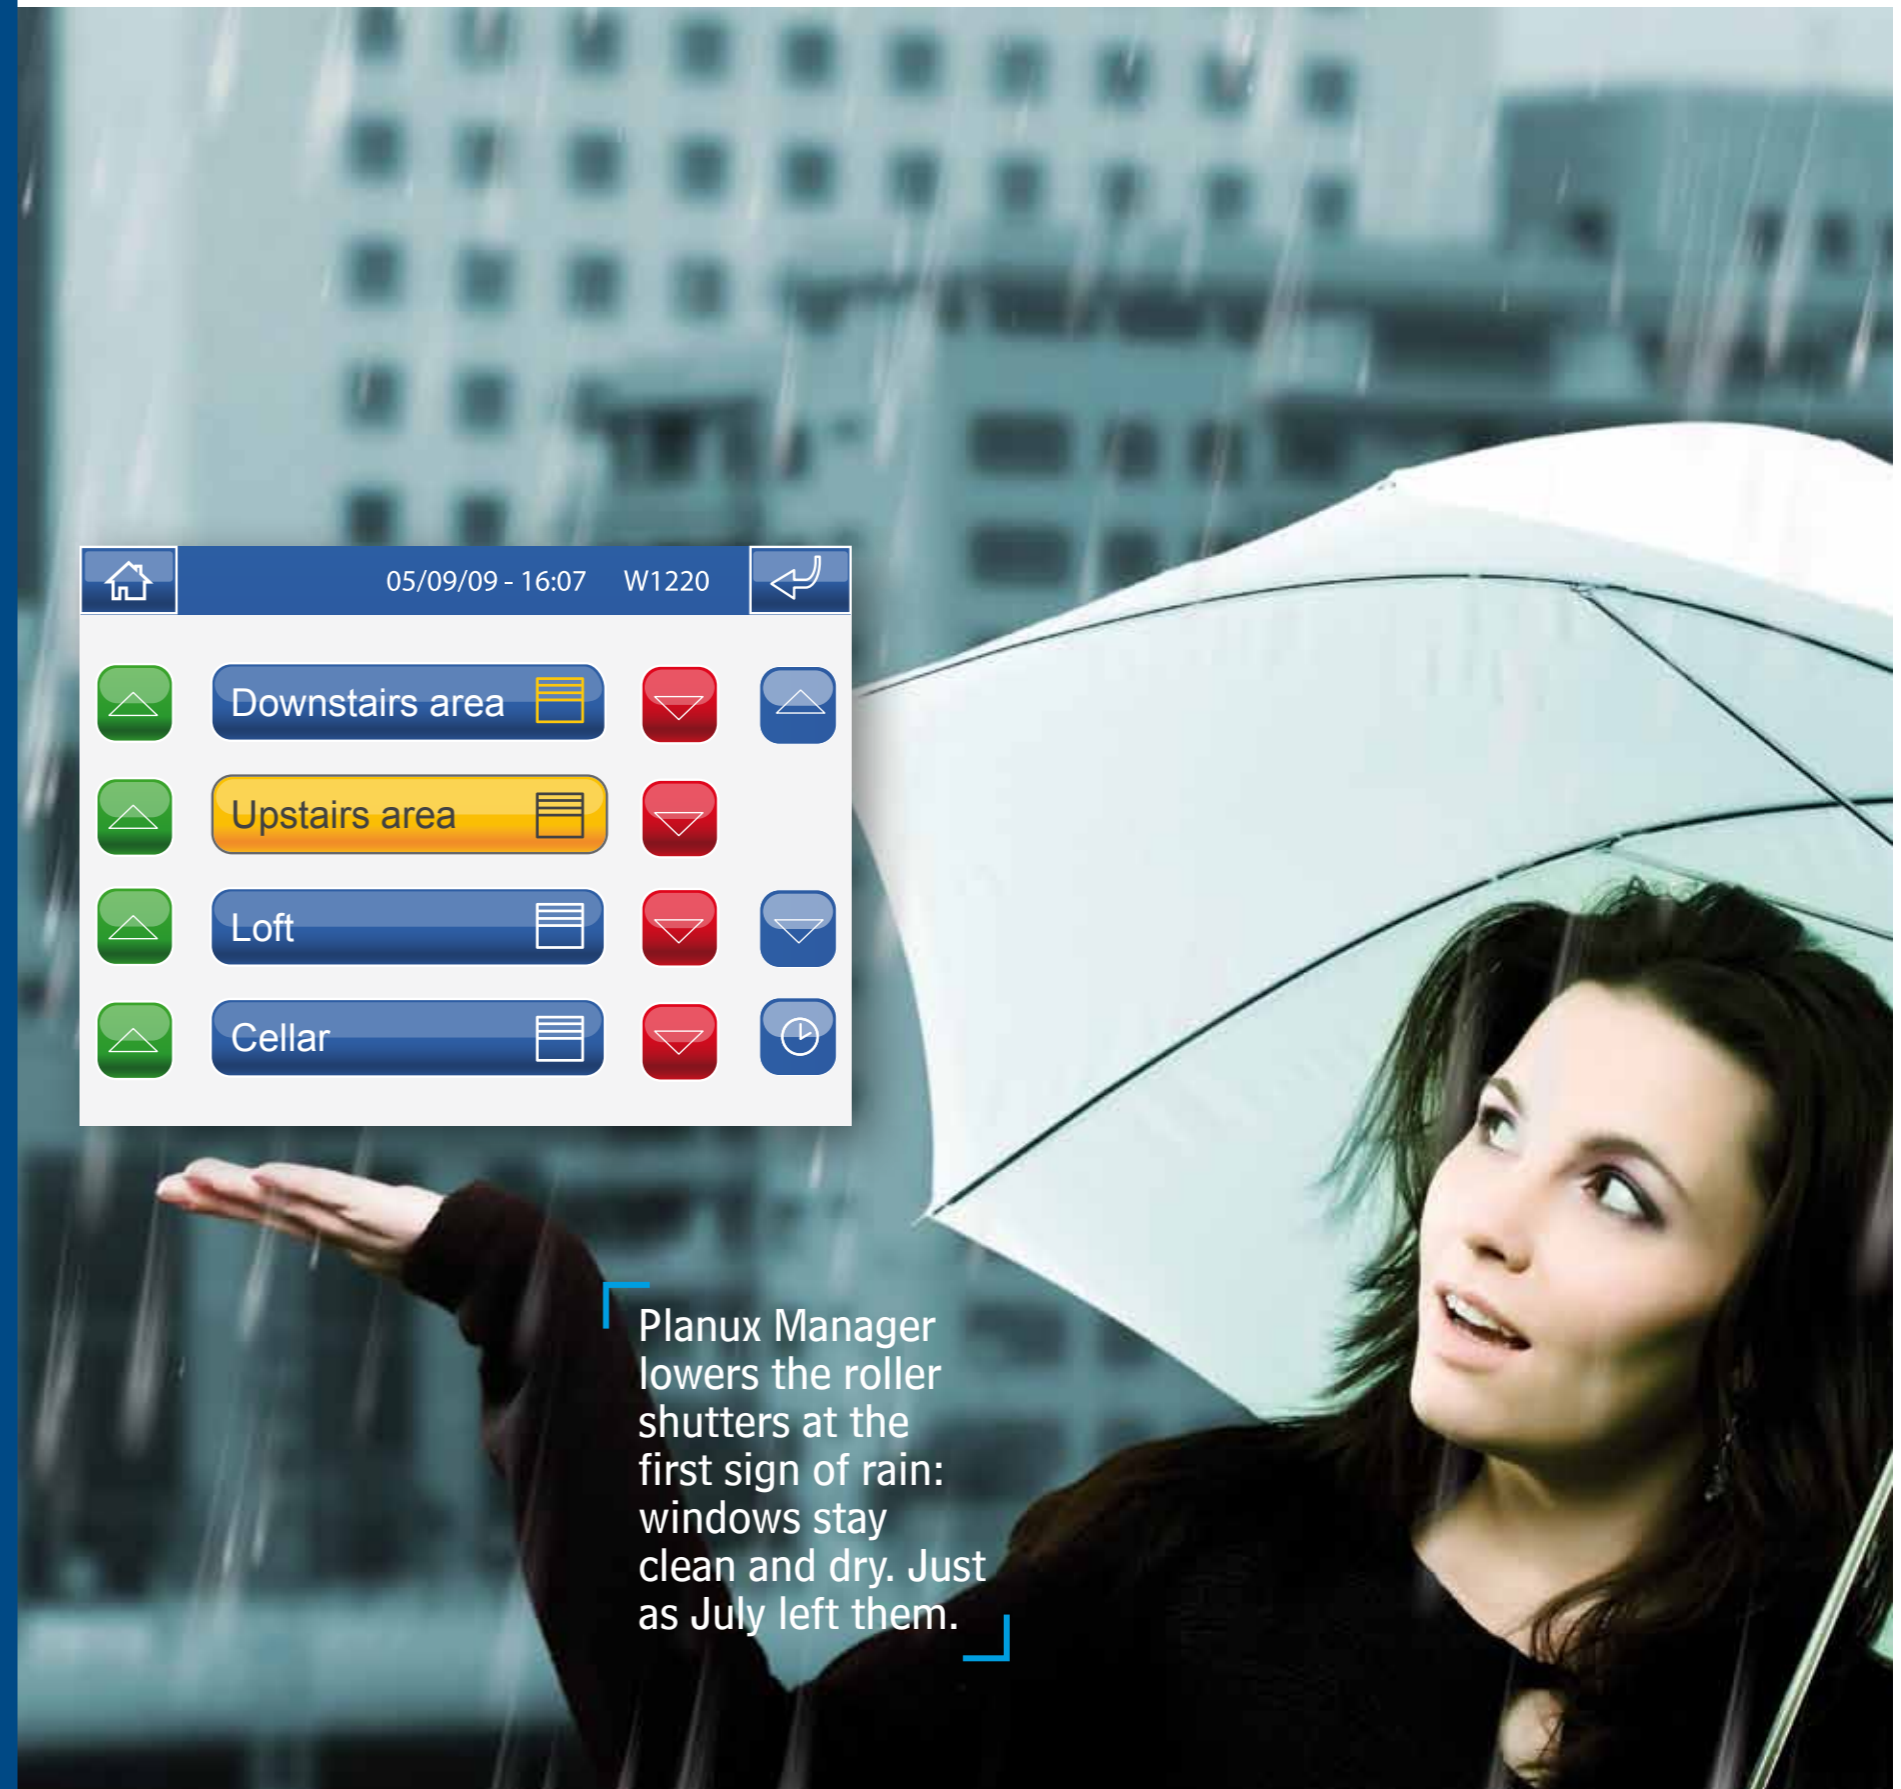 05/09/09 - 16:07 W1220
Downstairs area
Upstairs area
Loft
Cellar
Planux Manager
lowers the roller
shutters at the
first sign of rain:
windows stay
clean and dry. Just
as July left them.